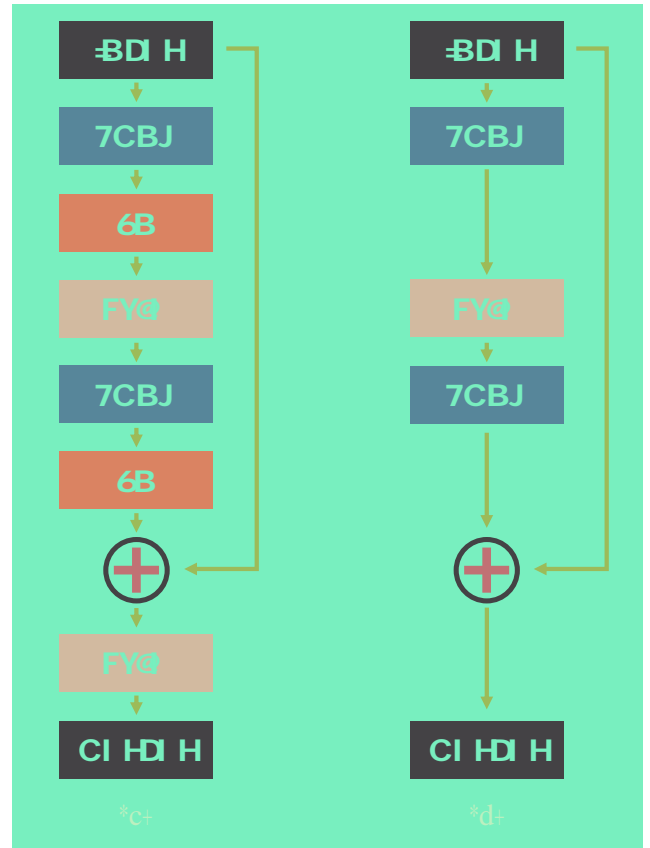 =BDI H
7CBJ
6B
FY@I
7CBJ
6B
FY@I
CI HDI H
*c+
=BDI H
7CBJ
FY@I
7CBJ
CI HDI H
*d+